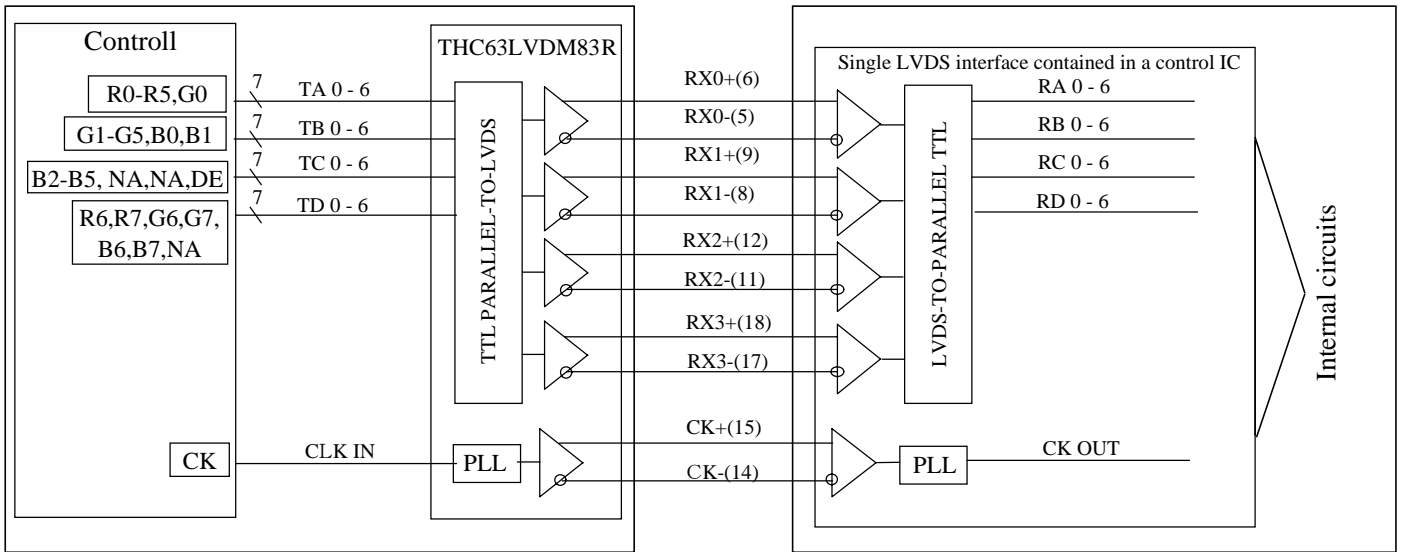 Controll
R0-R5,G0
G1-G5,B0,B1
B2-B5, NA,NA,DE
R6,R7,G6,G7,
B6,B7,NA
CK
7
TA 0 - 6
7
TB 0 - 6
7
TC 0 - 6
7
TD 0 - 6
CLK IN
THC63LVDM83R
TTL PARALLEL-TO-LVDS
PLL
RX0+(6)
RX0-(5)
RX1+(9)
RX1-(8)
RX2+(12)
RX2-(11)
RX3+(18)
RX3-(17)
CK+(15)
CK-(14)
Single LVDS interface contained in a control IC
LVDS-TO-PARALLEL TTL
PLL
RA 0 - 6
RB 0 - 6
RC 0 - 6
RD 0 - 6
CK OUT
Internal circuits